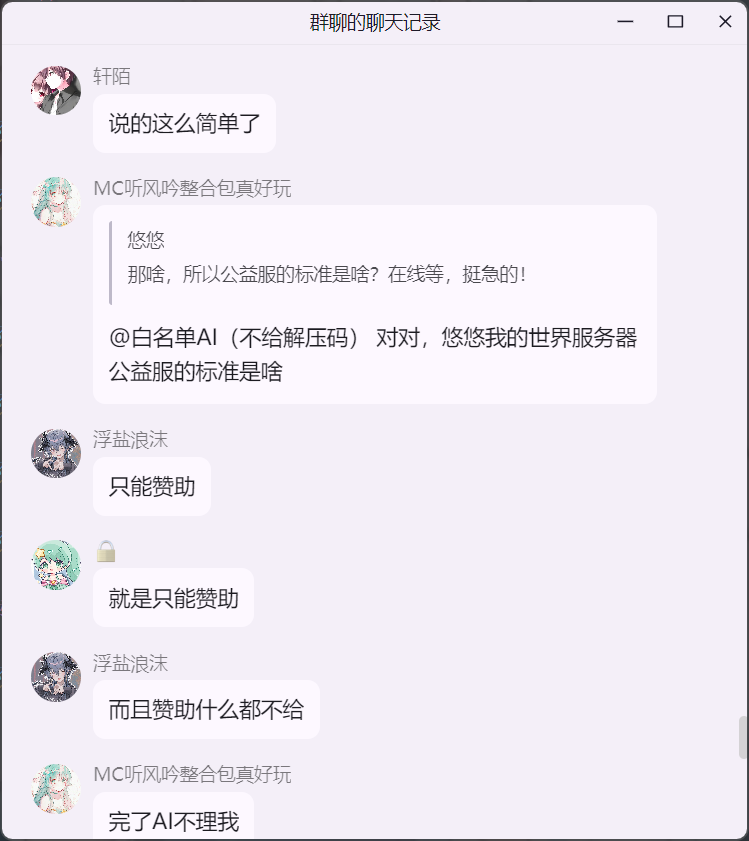 群聊的聊天记录
轩陌
说的这么简单了
MC听风吟整合包真好玩
悠悠
那啥，所以公益服的标准是啥？在线等，挺急的！
@白名单AI（不给解压码） 对对，悠悠我的世界服务器
公益服的标准是啥
浮盐浪沫
只能赞助
🔒
就是只能赞助
浮盐浪沫
而且赞助什么都不给
MC听风吟整合包真好玩
完了AI不理我